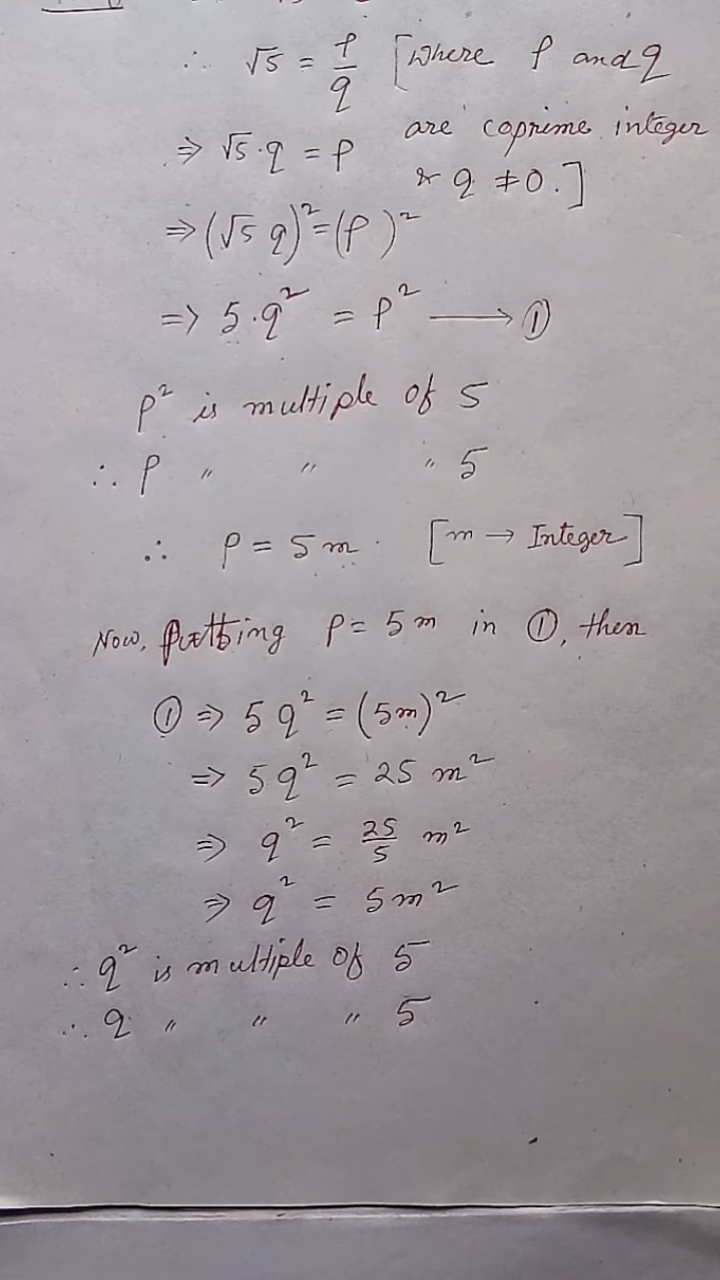 ∴ √5 = p/q [Where p and q
are coprime integer
& q ≠ 0.]
⇒ √5·q = p
⇒ (√5 q)² = (p)²
⇒ 5·q² = p² ⟶ ①
p² is multiple of 5
∴ p " " " 5
∴ p = 5m. [m → Integer]
Now, putting p = 5m in ①, then
① ⇒ 5q² = (5m)²
⇒ 5q² = 25 m²
⇒ q² = 25/5 m²
⇒ q² = 5m²
∴ q² is multiple of 5
∴ q " " " 5